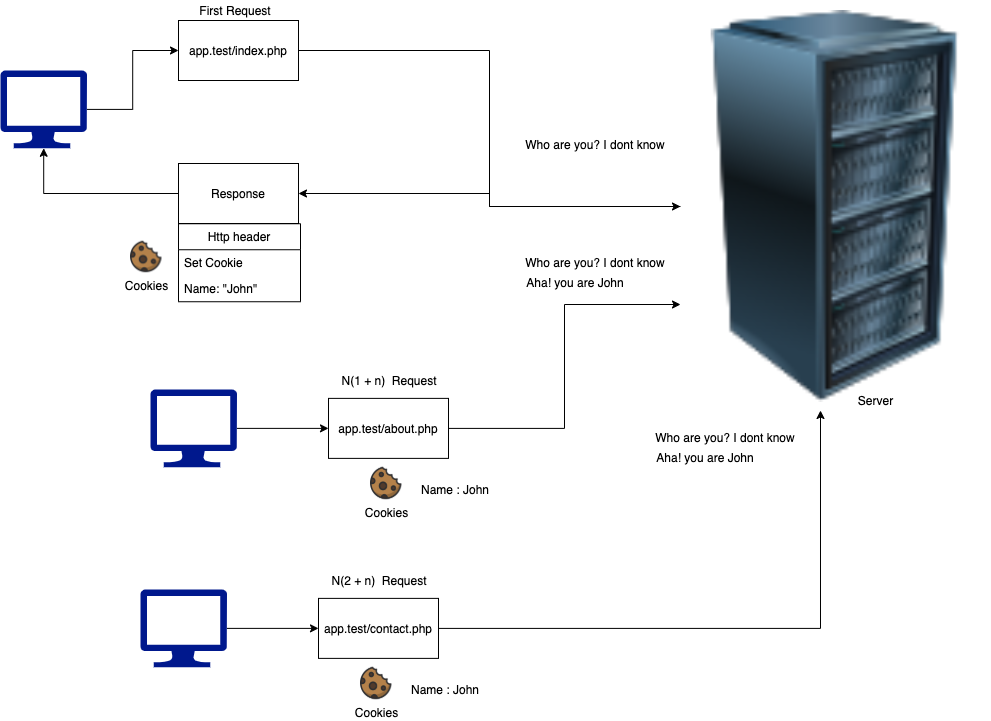 First Request
app.test/index.php
Who are you? I dont know
Response
Http header
Set Cookie
Name: "John"
Cookies
Who are you? I dont know
Aha! you are John
N(1 + n)  Request
app.test/about.php
Cookies
Name : John
Server
Who are you? I dont know
Aha! you are John
N(2 + n)  Request
app.test/contact.php
Cookies
Name : John